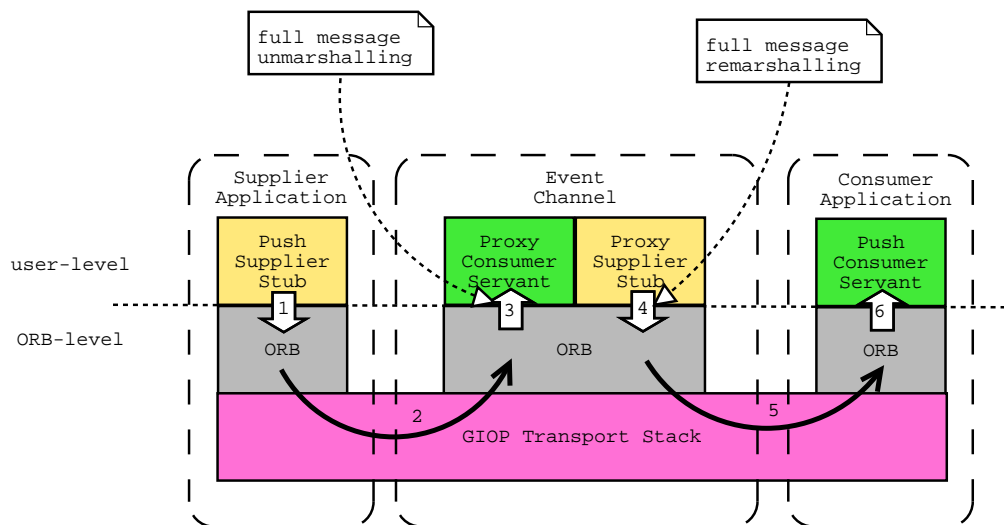 full message
unmarshalling
full message
remarshalling
Supplier
Application
Event
Channel
Consumer
Application
Push
Supplier
Stub
Proxy
Consumer
Servant
Proxy
Supplier
Stub
Push
Consumer
Servant
user-level
1
3
4
6
ORB-level
ORB
ORB
ORB
2
5
GIOP Transport Stack